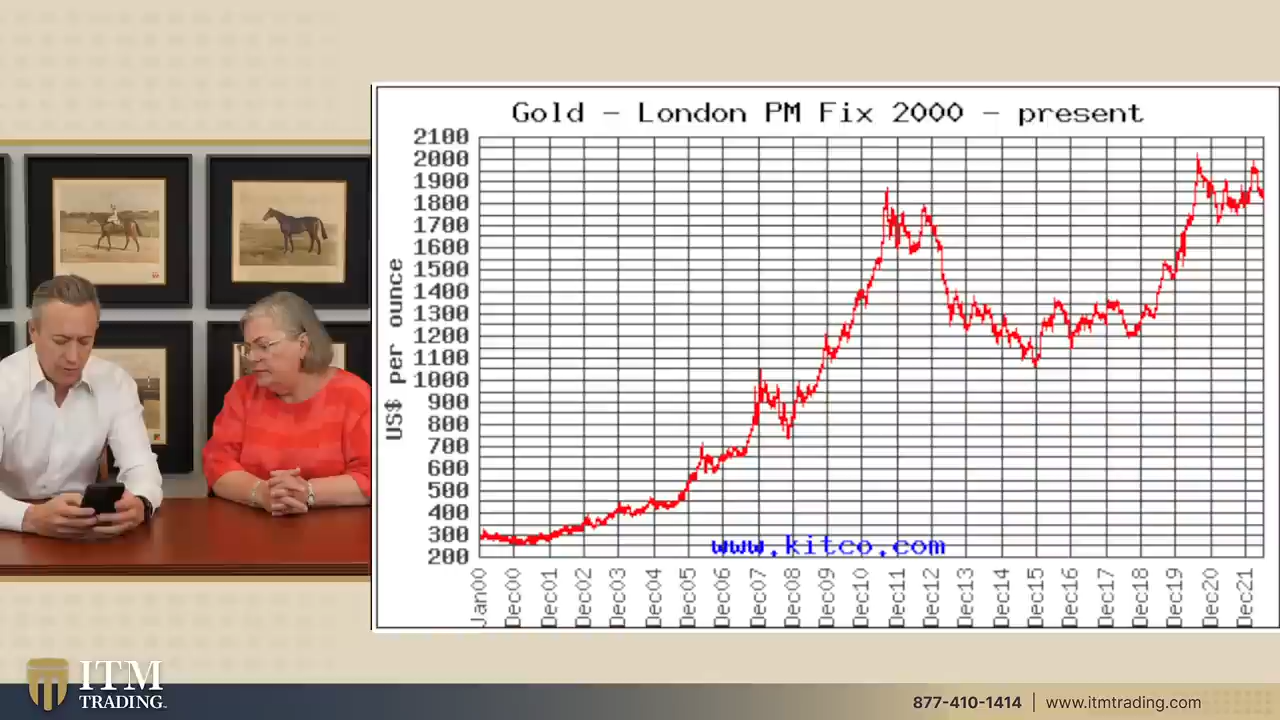 Gold - London PM Fix 2000 - present
US$ per ounce
2100
2000
1900
1800
1700
1600
1500
1400
1300
1200
1100
1000
900
800
700
600
500
400
300
200
www.kitco.com
Jan00
Dec00
Dec01
Dec02
Dec03
Dec04
Dec05
Dec06
Dec07
Dec08
Dec09
Dec10
Dec11
Dec12
Dec13
Dec14
Dec15
Dec16
Dec17
Dec18
Dec19
Dec20
Dec21
ITM
TRADING
877-410-1414 | www.itmtrading.com